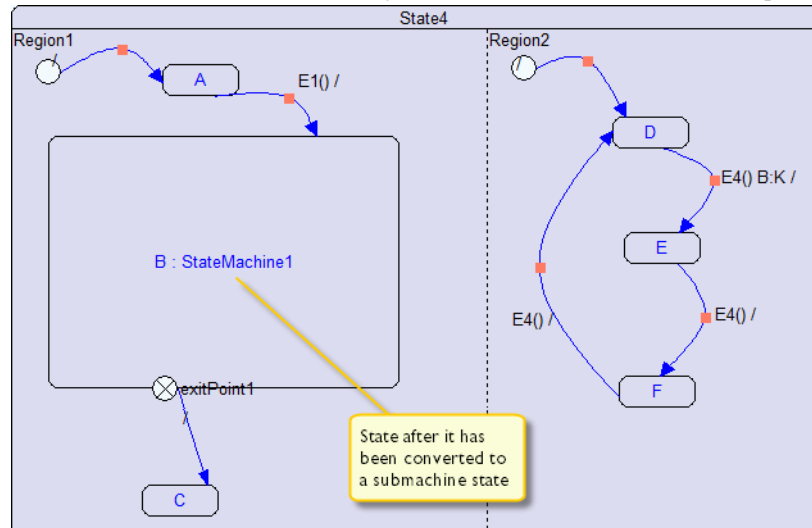 State4
Region1
Region2
/
/
A
E1() /
D
E4() B:K /
E
B : StateMachine1
E4() /
E4() /
exitPoint1
/
F
State after it has
been converted to
a submachine state
C